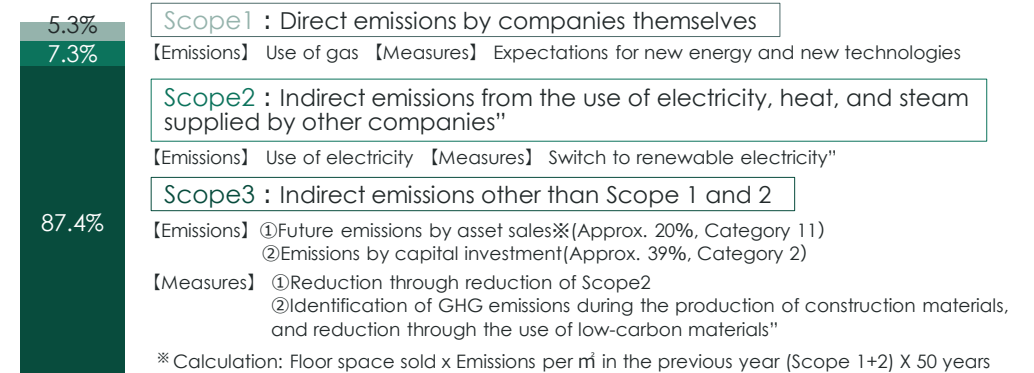 5.3%
Scope1：Direct emissions by companies themselves
7.3%
【Emissions】 Use of gas 【Measures】 Expectations for new energy and new technologies
Scope2：Indirect emissions from the use of electricity, heat, and steam
supplied by other companies”
【Emissions】 Use of electricity 【Measures】 Switch to renewable electricity”
Scope3：Indirect emissions other than Scope 1 and 2
87.4%
【Emissions】①Future emissions by asset sales※(Approx. 20%, Category 11)
②Emissions by capital investment(Approx. 39%, Category 2)
【Measures】 ①Reduction through reduction of Scope2
②Identification of GHG emissions during the production of construction materials,
and reduction through the use of low-carbon materials”
※ Calculation: Floor space sold x Emissions per ㎡ in the previous year (Scope 1+2) X 50 years